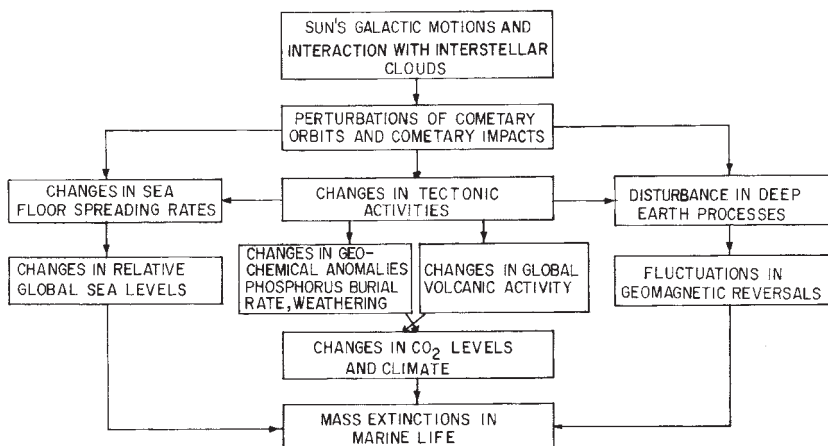 SUN'S GALACTIC MOTIONS AND
INTERACTION WITH INTERSTELLAR
CLOUDS
PERTURBATIONS OF COMETARY
ORBITS AND COMETARY IMPACTS
CHANGES IN SEA
FLOOR SPREADING RATES
CHANGES IN TECTONIC
ACTIVITIES
DISTURBANCE IN DEEP
EARTH PROCESSES
CHANGES IN RELATIVE
GLOBAL SEA LEVELS
CHANGES IN GEO-
CHEMICAL ANOMALIES
PHOSPHORUS BURIAL
RATE, WEATHERING
CHANGES IN GLOBAL
VOLCANIC ACTIVITY
FLUCTUATIONS IN
GEOMAGNETIC REVERSALS
CHANGES IN CO₂ LEVELS
AND CLIMATE
MASS EXTINCTIONS IN
MARINE LIFE